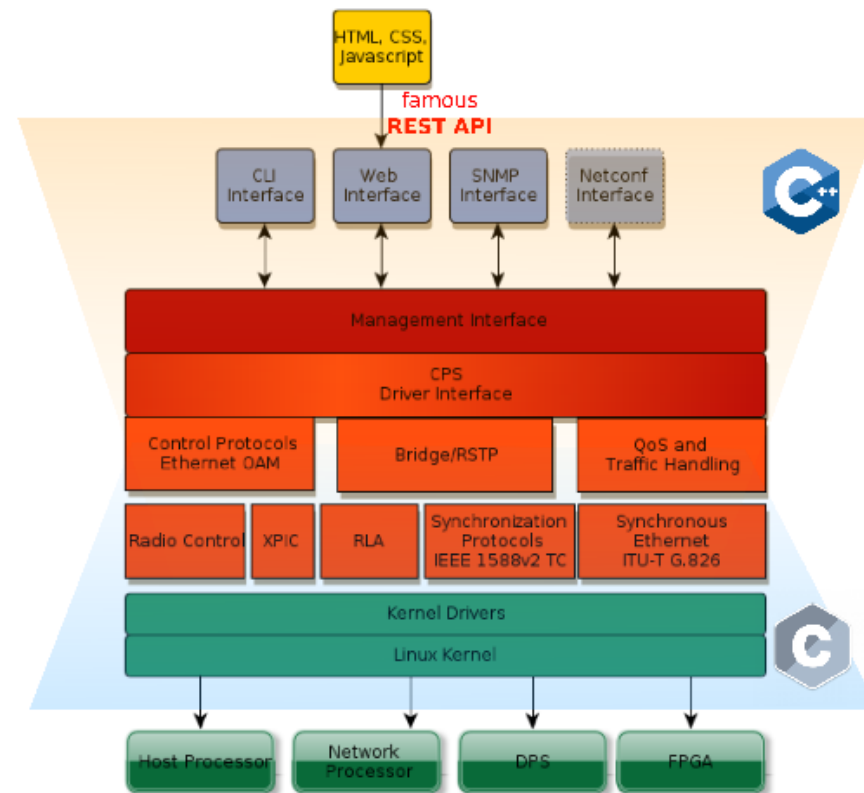 HTML, CSS,
Javascript
famous
REST API
CLI
Interface
Web
Interface
SNMP
Interface
Netconf
Interface
C++
Management Interface
CPS
Driver Interface
Control Protocols
Ethernet OAM
Bridge/RSTP
QoS and
Traffic Handling
Radio Control
XPIC
RLA
Synchronization
Protocols
IEEE 1588v2 TC
Synchronous
Ethernet
ITU-T G.826
Kernel Drivers
C
Linux Kernel
Host Processor
Network
Processor
DPS
FPGA